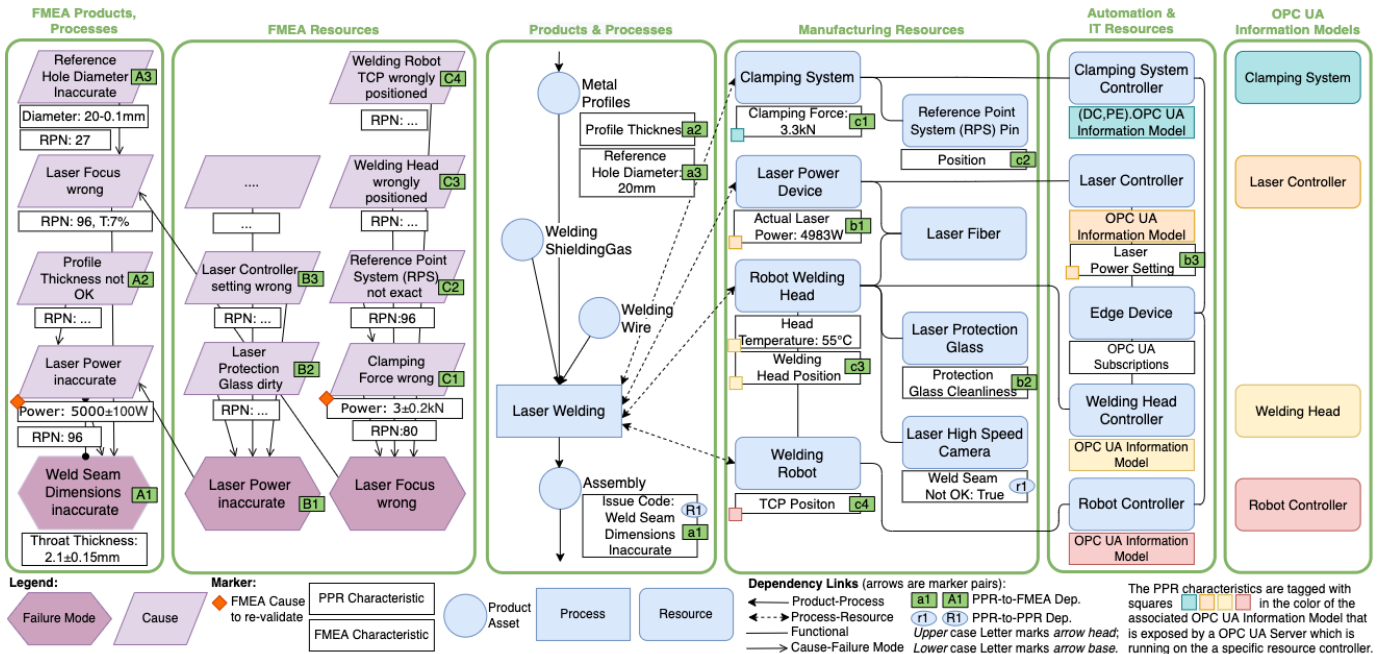 FMEA Products,
Processes
Reference
Hole Diameter
Inaccurate
A3
Diameter: 20-0.1mm
RPN: 27
Laser Focus
wrong
RPN: 96, T:7%
Profile
Thickness not
OK
A2
RPN: ...
Laser Power
inaccurate
Power: 5000±100W
RPN: 96
Weld Seam
Dimensions
inaccurate
A1
Throat Thickness:
2.1±0.15mm
FMEA Resources
....
...
Laser Controller
setting wrong
B3
RPN: ...
Laser
Protection
Glass dirty
B2
RPN: ...
Laser Power
inaccurate
B1
Welding Robot
TCP wrongly
positioned
C4
RPN: ...
Welding Head
wrongly
positioned
C3
RPN: ...
Reference Point
System (RPS)
not exact
C2
RPN:96
Clamping
Force wrong
C1
Power: 3±0.2kN
RPN:80
Laser Focus
wrong
Products & Processes
Metal
Profiles
Profile Thicknes
a2
Reference
Hole Diameter:
20mm
a3
Welding
ShieldingGas
Welding
Wire
Laser Welding
Assembly
Issue Code:
Weld Seam
Dimensions
Inaccurate
R1
a1
Manufacturing Resources
Clamping System
Clamping Force:
3.3kN
c1
Reference Point
System (RPS) Pin
Position
c2
Laser Power
Device
Actual Laser
Power: 4983W
b1
Laser Fiber
Robot Welding
Head
Head
Temperature: 55°C
Welding
Head Position
c3
Laser Protection
Glass
Protection
Glass Cleanliness
b2
Laser High Speed
Camera
Weld Seam
Not OK: True
r1
Welding
Robot
TCP Positon
c4
Automation &
IT Resources
Clamping System
Controller
(DC,PE).OPC UA
Information Model
Laser Controller
OPC UA
Information Model
Laser
Power Setting
b3
Edge Device
OPC UA
Subscriptions
Welding Head
Controller
OPC UA Information
Model
Robot Controller
OPC UA Information
Model
OPC UA
Information Models
Clamping System
Laser Controller
Welding Head
Robot Controller
Legend:
Failure Mode
Cause
Marker:
FMEA Cause
to re-validate
PPR Characteristic
FMEA Characteristic
Product
Asset
Process
Resource
Dependency Links (arrows are marker pairs):
Product-Process
Process-Resource
Functional
Cause-Failure Mode
a1 A1 PPR-to-FMEA Dep.
r1 R1 PPR-to-PPR Dep.
Upper case Letter marks arrow head;
Lower case Letter marks arrow base.
The PPR characteristics are tagged with
squares in the color of the
associated OPC UA Information Model that
is exposed by a OPC UA Server which is
running on the a specific resource controller.